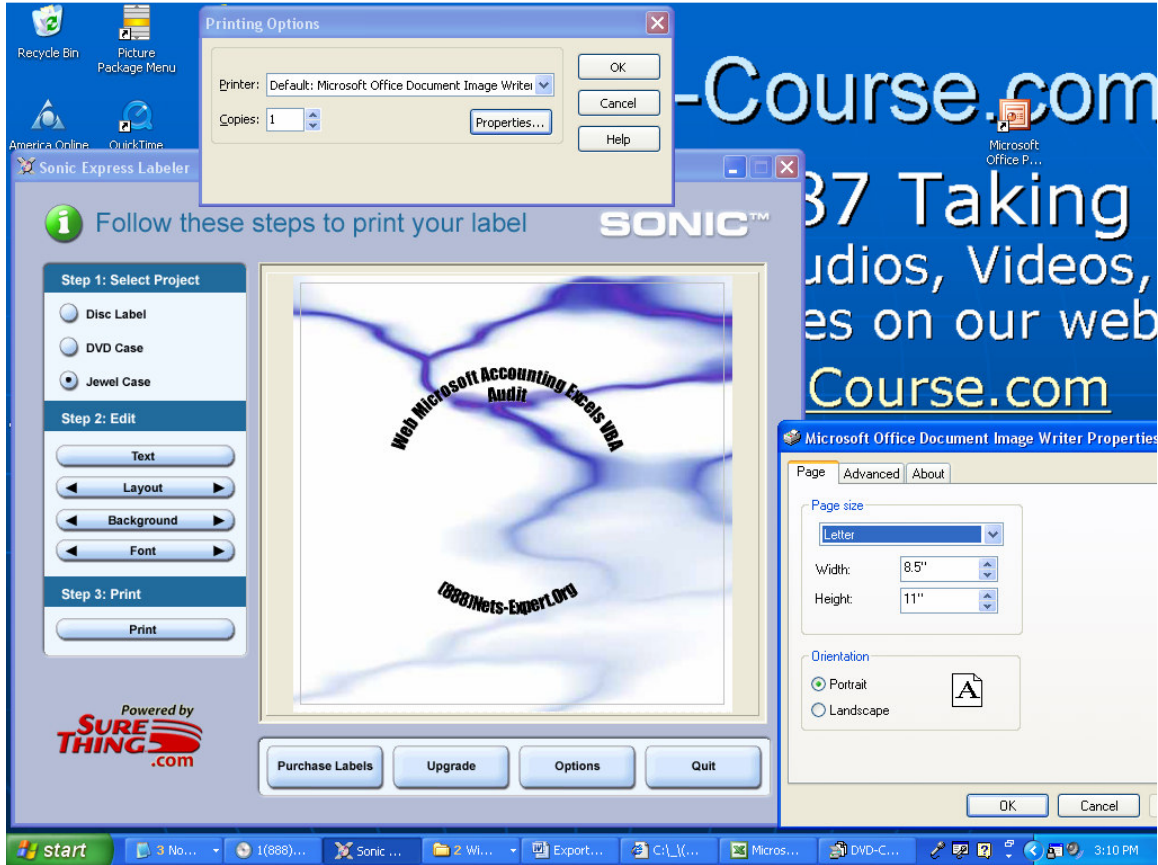 Recycle Bin
Picture
Package Menu
America Online
QuickTime
Printing Options
Printer:
Default: Microsoft Office Document Image Writer
Copies:
1
Properties...
OK
Cancel
Help
-Course.com
Microsoft
Office P...
37 Taking
udios, Videos,
es on our web
Course.com
Sonic Express Labeler
Follow these steps to print your label
SONIC™
Step 1: Select Project
Disc Label
DVD Case
Jewel Case
Step 2: Edit
Text
Layout
Background
Font
Step 3: Print
Print
Powered by
SURE
THING
.com
Web Microsoft Accounting Excels VBA
Audit
(888)Nets-Expert.Org
Purchase Labels
Upgrade
Options
Quit
Microsoft Office Document Image Writer Properties
Page
Advanced
About
Page size
Letter
Width:
8.5"
Height:
11"
Orientation
Portrait
Landscape
A
OK
Cancel
start
3 No...
1(888)...
Sonic ...
2 Wi...
Export...
C:\_\(...
Micros...
DVD-C...
3:10 PM